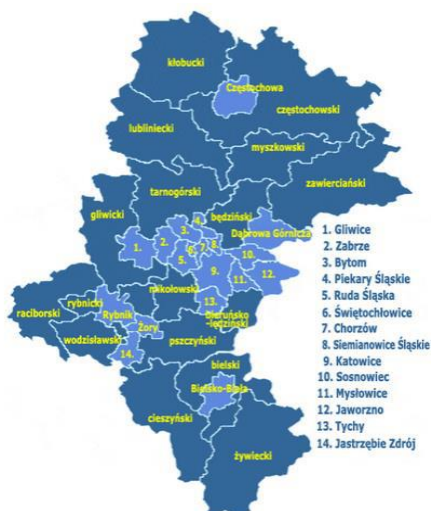 kłobucki
Częstochowa
częstochowski
lubliniecki
myszkowski
zawierciański
tarnogórski
gliwicki
4.
będziński
3.
Dąbrowa Górnicza
1.
2.
6.
7.
8.
5.
10.
9.
11.
12.
mikołowski
13.
Bieruńsko
-lędziński
rybnicki
raciborski
Rybnik
Żory
wodzisławski
pszczyński
14.
bielski
Bielsko-Biała
cieszyński
żywiecki
1. Gliwice
2. Zabrze
3. Bytom
4. Piekary Śląskie
5. Ruda Śląska
6. Świętochłowice
7. Chorzów
8. Siemianowice Śląskie
9. Katowice
10. Sosnowiec
11. Mysłowice
12. Jaworzno
13. Tychy
14. Jastrzębie Zdrój